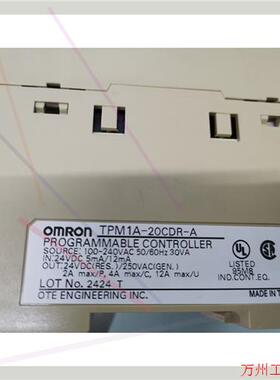 OMRON TPM1A-20CDR-A
PROGRAMMABLE CONTROLLER
SOURCE: 100-240VAC 50/60Hz 30VA
IN:24VDC 5mA/12mA
OUT:24VDC(RES.)/250VAC(GEN.)
2A max/P, 4A max/C, 12A max/U
LOT No. 2424 T
OTE ENGINEERING INC.
UL
LISTED
95M8
IND.CONT.EQ.
万州工